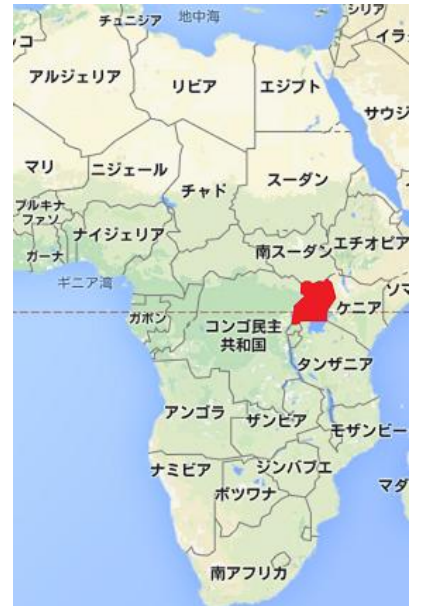 チュニジア
地中海
シリア
ッコ
イラ
アルジェリア
リビア
エジプト
サウジ
マリ
ニジェール
チャド
スーダン
ブルキナ
ファソ
ナイジェリア
ガーナ
南スーダン
エチオピア
ギニア湾
ソマ
ケニア
ガボン
コンゴ民主
共和国
タンザニア
アンゴラ
ザンビア
モザンビー
ナミビア
ジンバブエ
ボツワナ
マダ
南アフリカ